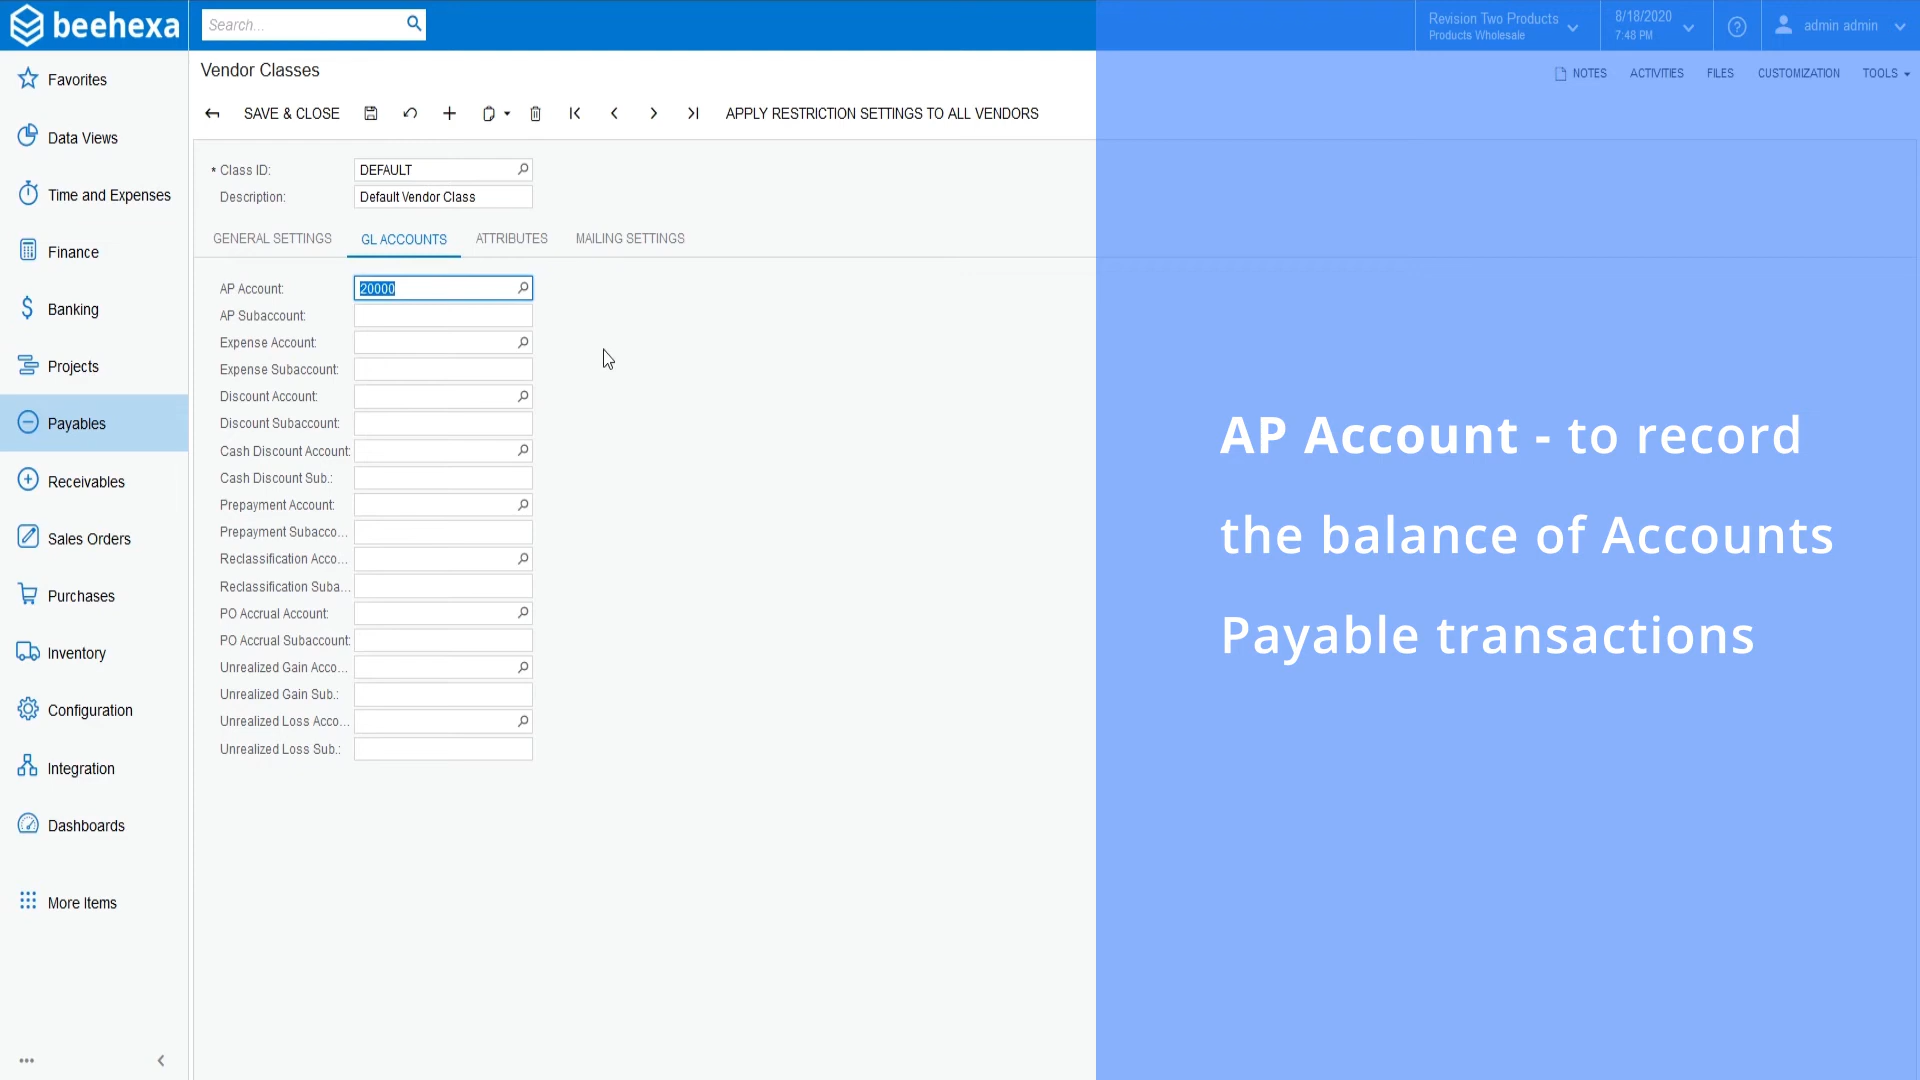 beehexa
Search...
Revision Two Products
Products Wholesale
8/18/2020
7:48 PM
admin admin
Favorites
Data Views
Time and Expenses
Finance
Banking
Projects
Payables
Receivables
Sales Orders
Purchases
Inventory
Configuration
Integration
Dashboards
More Items
Vendor Classes
NOTES ACTIVITIES FILES CUSTOMIZATION TOOLS
SAVE & CLOSE APPLY RESTRICTION SETTINGS TO ALL VENDORS
* Class ID: DEFAULT
Description: Default Vendor Class
GENERAL SETTINGS GL ACCOUNTS ATTRIBUTES MAILING SETTINGS
AP Account: 20000
AP Subaccount:
Expense Account:
Expense Subaccount:
Discount Account:
Discount Subaccount:
Cash Discount Account:
Cash Discount Sub.:
Prepayment Account:
Prepayment Subacco...
Reclassification Acco...
Reclassification Suba...
PO Accrual Account:
PO Accrual Subaccount:
Unrealized Gain Acco...
Unrealized Gain Sub.:
Unrealized Loss Acco...
Unrealized Loss Sub.:
AP Account - to record
the balance of Accounts
Payable transactions